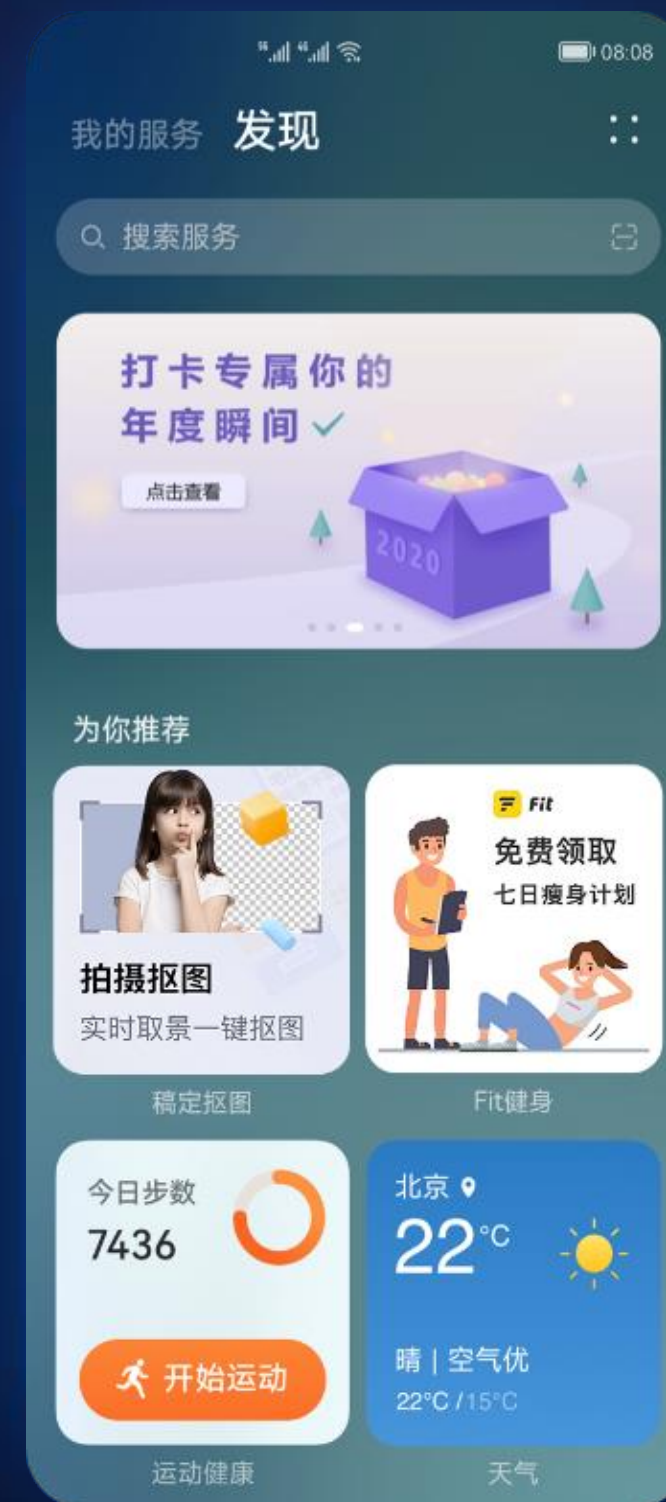 5G 4G 08:08
我的服务 发现
搜索服务
打卡专属你的
年度瞬间
点击查看
2020
为你推荐
拍摄抠图
实时取景一键抠图
稿定抠图
Fit
免费领取
七日瘦身计划
Fit健身
今日步数
7436
开始运动
运动健康
北京
22°C
晴 | 空气优
22°C / 15°C
天气